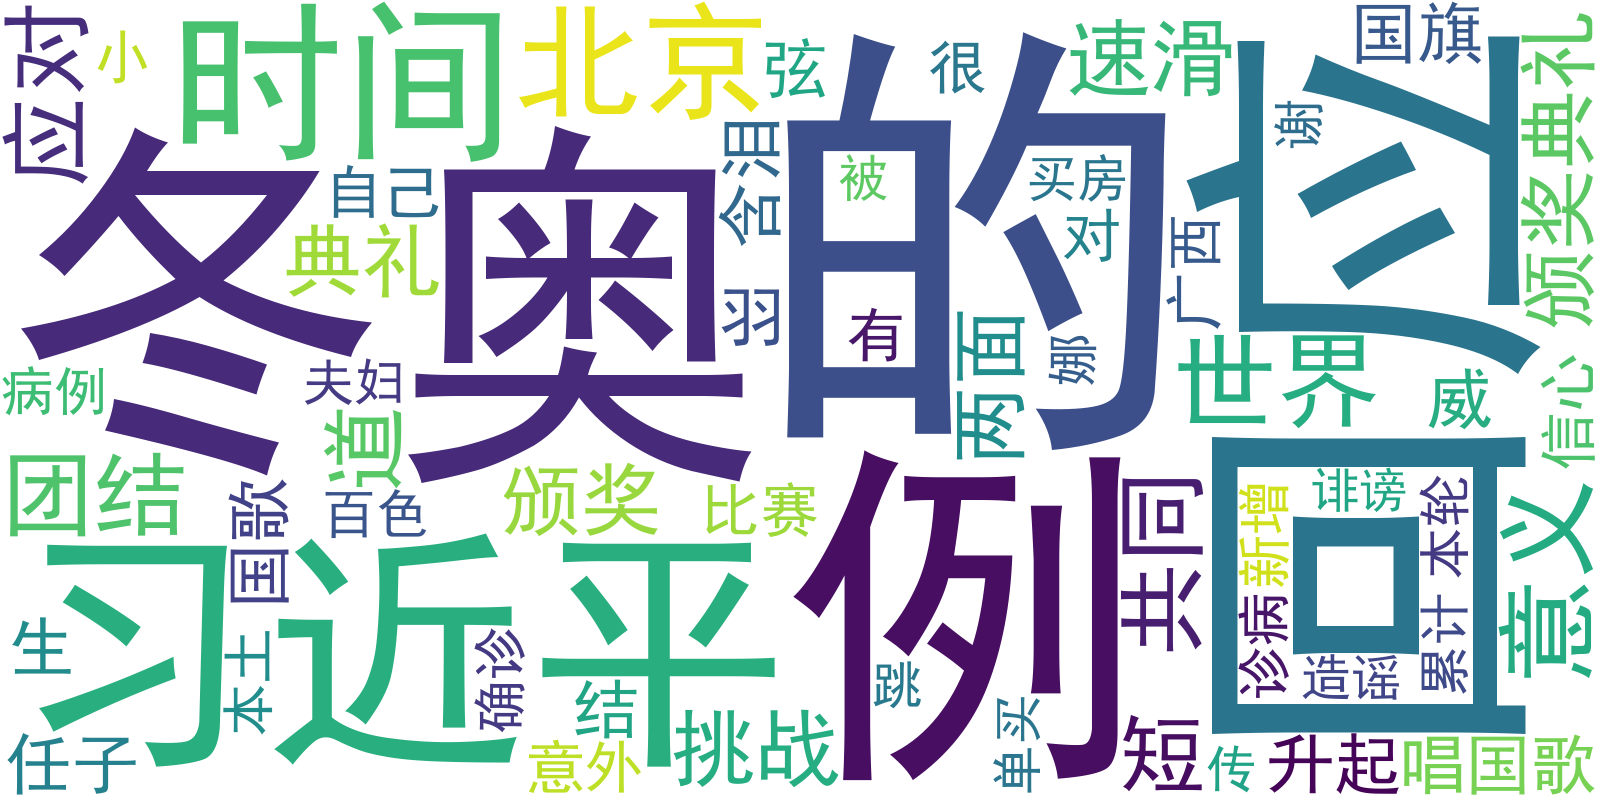 应对
小
时间
北京
弦
很
速滑
国旗
颁奖典礼
冬奥
的
回应
谢
自己
含泪
被
买房
对
典礼
羽
有
两面
娜
广西
世界
威
信心
病例
夫妇
道
团结
国歌
百色
颁奖
比赛
例
共同
诽谤
新增
本轮
意义
习近平
生
本土
确诊
结
跳
诊病
造谣
累计
任子
意外
挑战
单买
短
传
升起
唱国歌